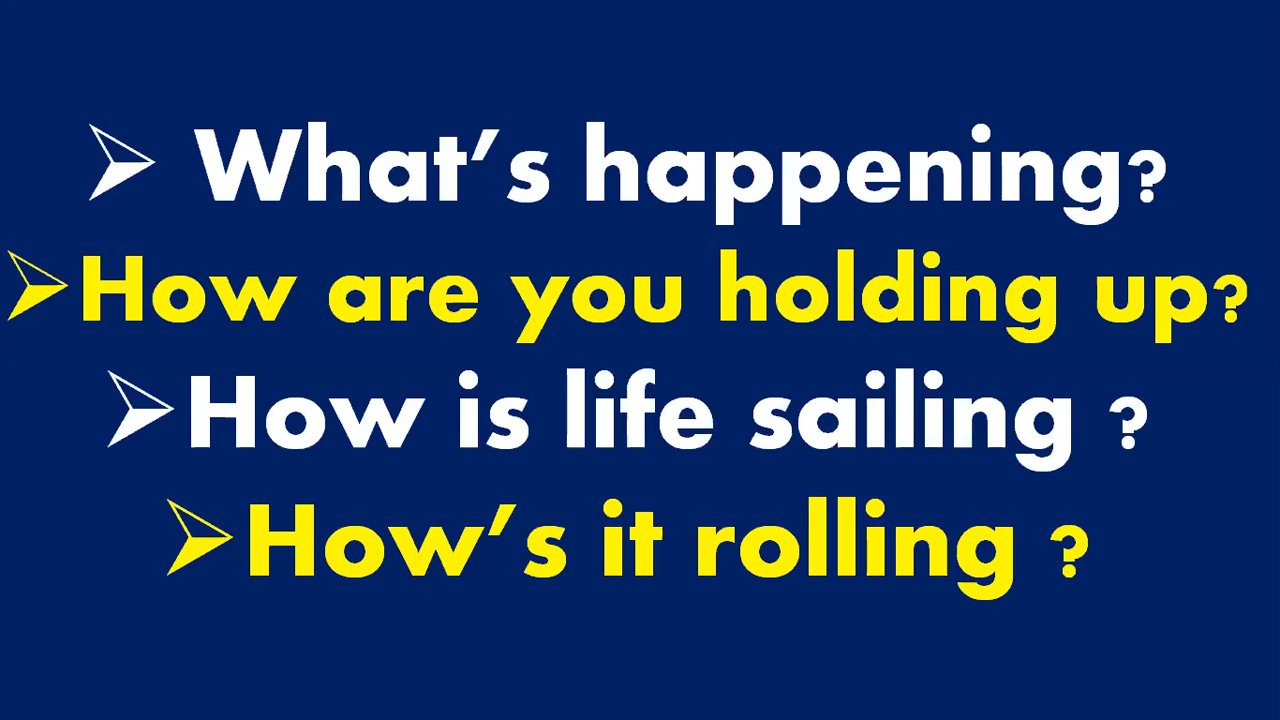 ➢ What’s happening?
➢How are you holding up?
➢How is life sailing ?
➢How’s it rolling ?